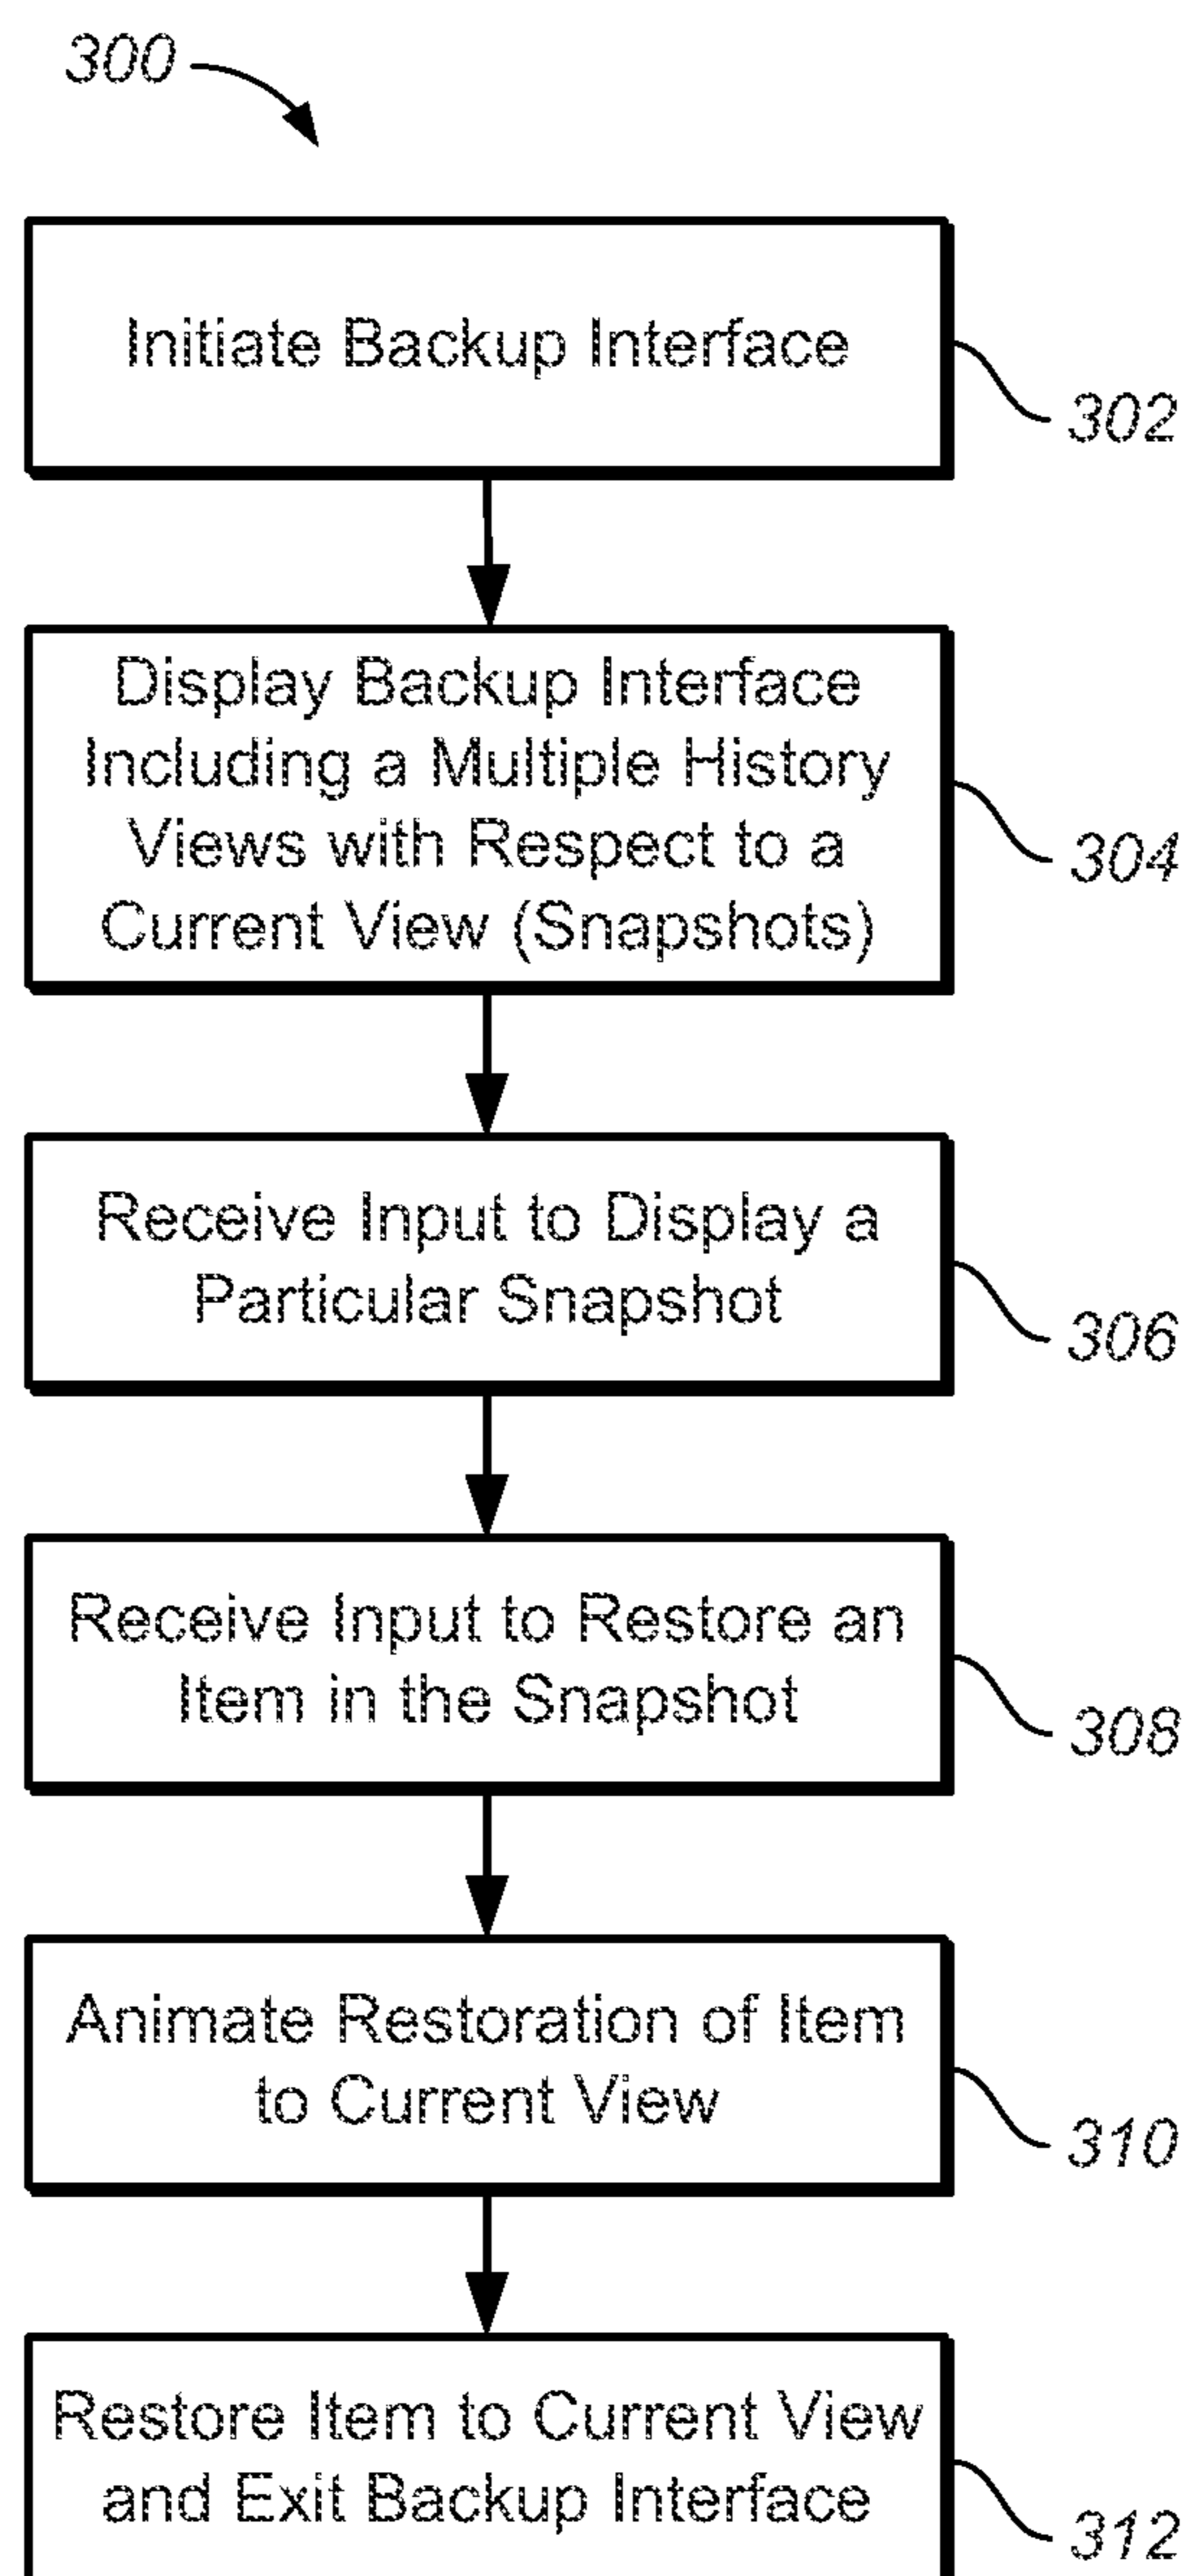 300
Initiate Backup Interface
302
Display Backup Interface
Including a Multiple History
Views with Respect to a
Current View (Snapshots)
304
Receive Input to Display a
Particular Snapshot
306
Receive Input to Restore an
Item in the Snapshot
308
Animate Restoration of Item
to Current View
310
Restore Item to Current View
and Exit Backup Interface
312